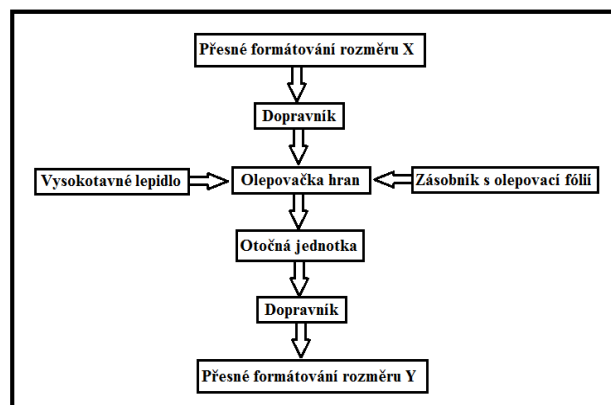 Přesné formátování rozměru X
Dopravník
Vysokotavné lepidlo
Olepovačka hran
Zásobník s olepovací fólií
Otočná jednotka
Dopravník
Přesné formátování rozměru Y